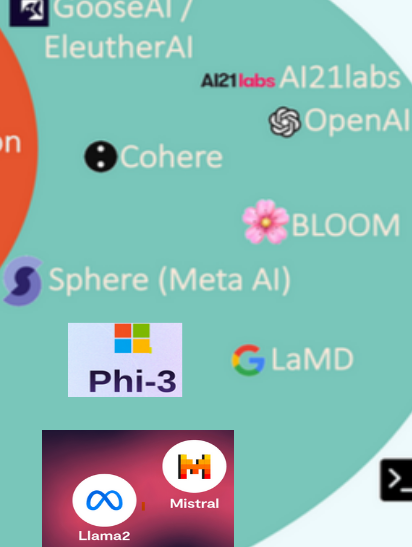 GooseAI /
EleutherAI
AI21labs AI21labs
OpenAI
on
Cohere
BLOOM
Sphere (Meta AI)
Phi-3
LaMD
Mistral
Llama2
>_